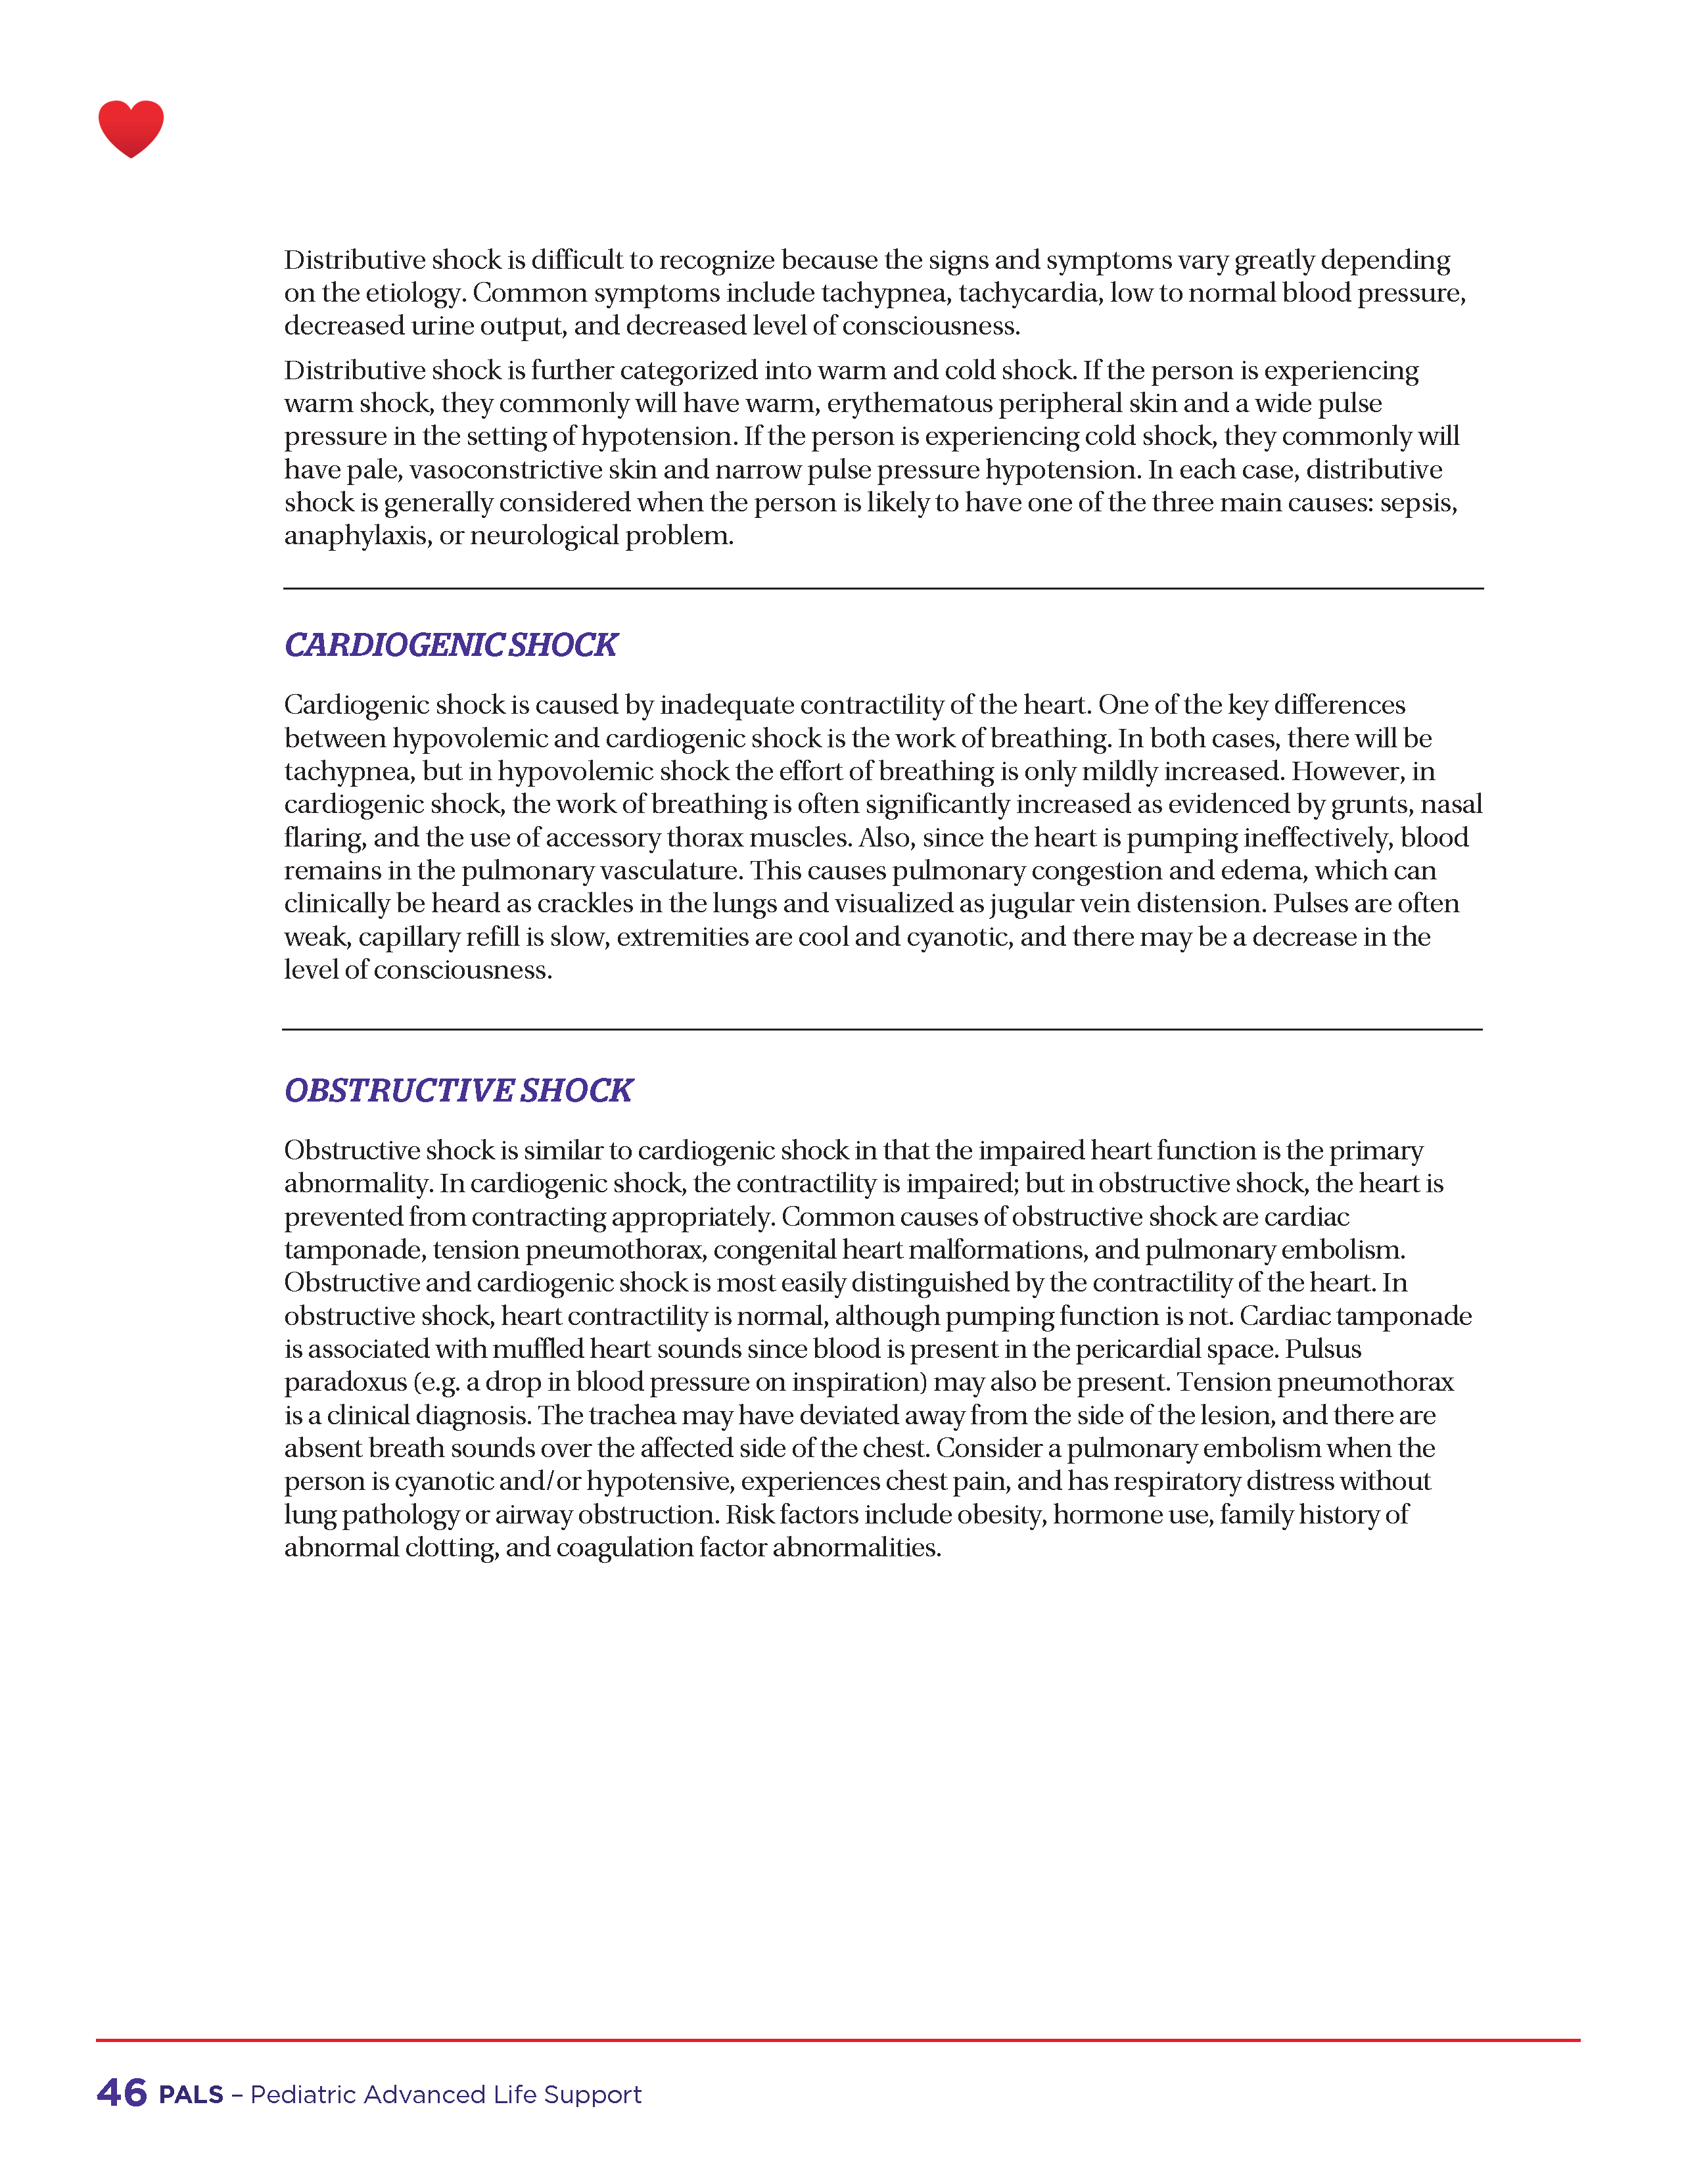 Distributive shock is difficult to recognize because the signs and symptoms vary greatly depending
on the etiology. Common symptoms include tachypnea, tachycardia, low to normal blood pressure,
decreased urine output, and decreased level of consciousness.
Distributive shock is further categorized into warm and cold shock. If the person is experiencing
warm shock, they commonly will have warm, erythematous peripheral skin and a wide pulse
pressure in the setting of hypotension. If the person is experiencing cold shock, they commonly will
have pale, vasoconstrictive skin and narrow pulse pressure hypotension. In each case, distributive
shock is generally considered when the person is likely to have one of the three main causes: sepsis,
anaphylaxis, or neurological problem.
CARDIOGENIC SHOCK
Cardiogenic shock is caused by inadequate contractility of the heart. One of the key differences
between hypovolemic and cardiogenic shock is the work of breathing. In both cases, there will be
tachypnea, but in hypovolemic shock the effort of breathing is only mildly increased. However, in
cardiogenic shock, the work of breathing is often significantly increased as evidenced by grunts, nasal
flaring, and the use of accessory thorax muscles. Also, since the heart is pumping ineffectively, blood
remains in the pulmonary vasculature. This causes pulmonary congestion and edema, which can
clinically be heard as crackles in the lungs and visualized as jugular vein distension. Pulses are often
weak, capillary refill is slow, extremities are cool and cyanotic, and there may be a decrease in the
level of consciousness.
OBSTRUCTIVE SHOCK
Obstructive shock is similar to cardiogenic shock in that the impaired heart function is the primary
abnormality. In cardiogenic shock, the contractility is impaired; but in obstructive shock, the heart is
prevented from contracting appropriately. Common causes of obstructive shock are cardiac
tamponade, tension pneumothorax, congenital heart malformations, and pulmonary embolism.
Obstructive and cardiogenic shock is most easily distinguished by the contractility of the heart. In
obstructive shock, heart contractility is normal, although pumping function is not. Cardiac tamponade
is associated with muffled heart sounds since blood is present in the pericardial space. Pulsus
paradoxus (e.g. a drop in blood pressure on inspiration) may also be present. Tension pneumothorax
is a clinical diagnosis. The trachea may have deviated away from the side of the lesion, and there are
absent breath sounds over the affected side of the chest. Consider a pulmonary embolism when the
person is cyanotic and/or hypotensive, experiences chest pain, and has respiratory distress without
lung pathology or airway obstruction. Risk factors include obesity, hormone use, family history of
abnormal clotting, and coagulation factor abnormalities.
46 PALS – Pediatric Advanced Life Support